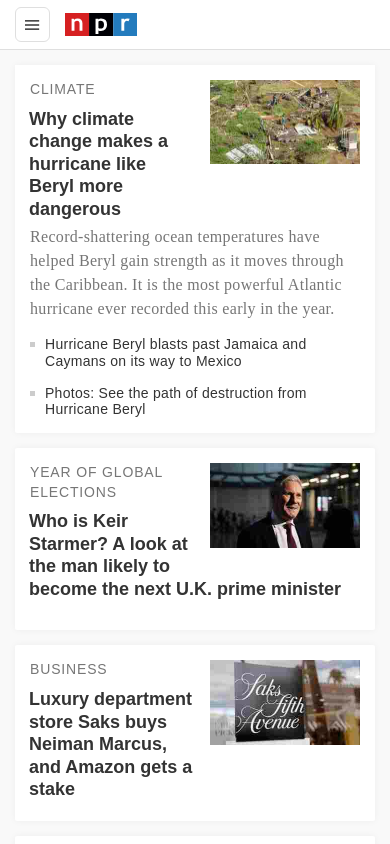 npr
CLIMATE
Why climate
change makes a
hurricane like
Beryl more
dangerous
Record-shattering ocean temperatures have
helped Beryl gain strength as it moves through
the Caribbean. It is the most powerful Atlantic
hurricane ever recorded this early in the year.
Hurricane Beryl blasts past Jamaica and
Caymans on its way to Mexico
Photos: See the path of destruction from
Hurricane Beryl
YEAR OF GLOBAL
ELECTIONS
Who is Keir
Starmer? A look at
the man likely to
become the next U.K. prime minister
BUSINESS
Luxury department
store Saks buys
Neiman Marcus,
and Amazon gets a
stake
Saks
Fifth
Avenue